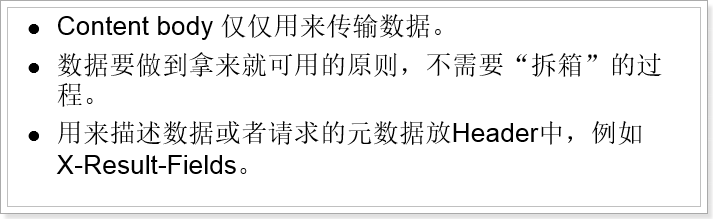 • Content body 仅仅用来传输数据。
• 数据要做到拿来就可用的原则，不需要“拆箱”的过
程。
• 用来描述数据或者请求的元数据放Header中，例如
X-Result-Fields。